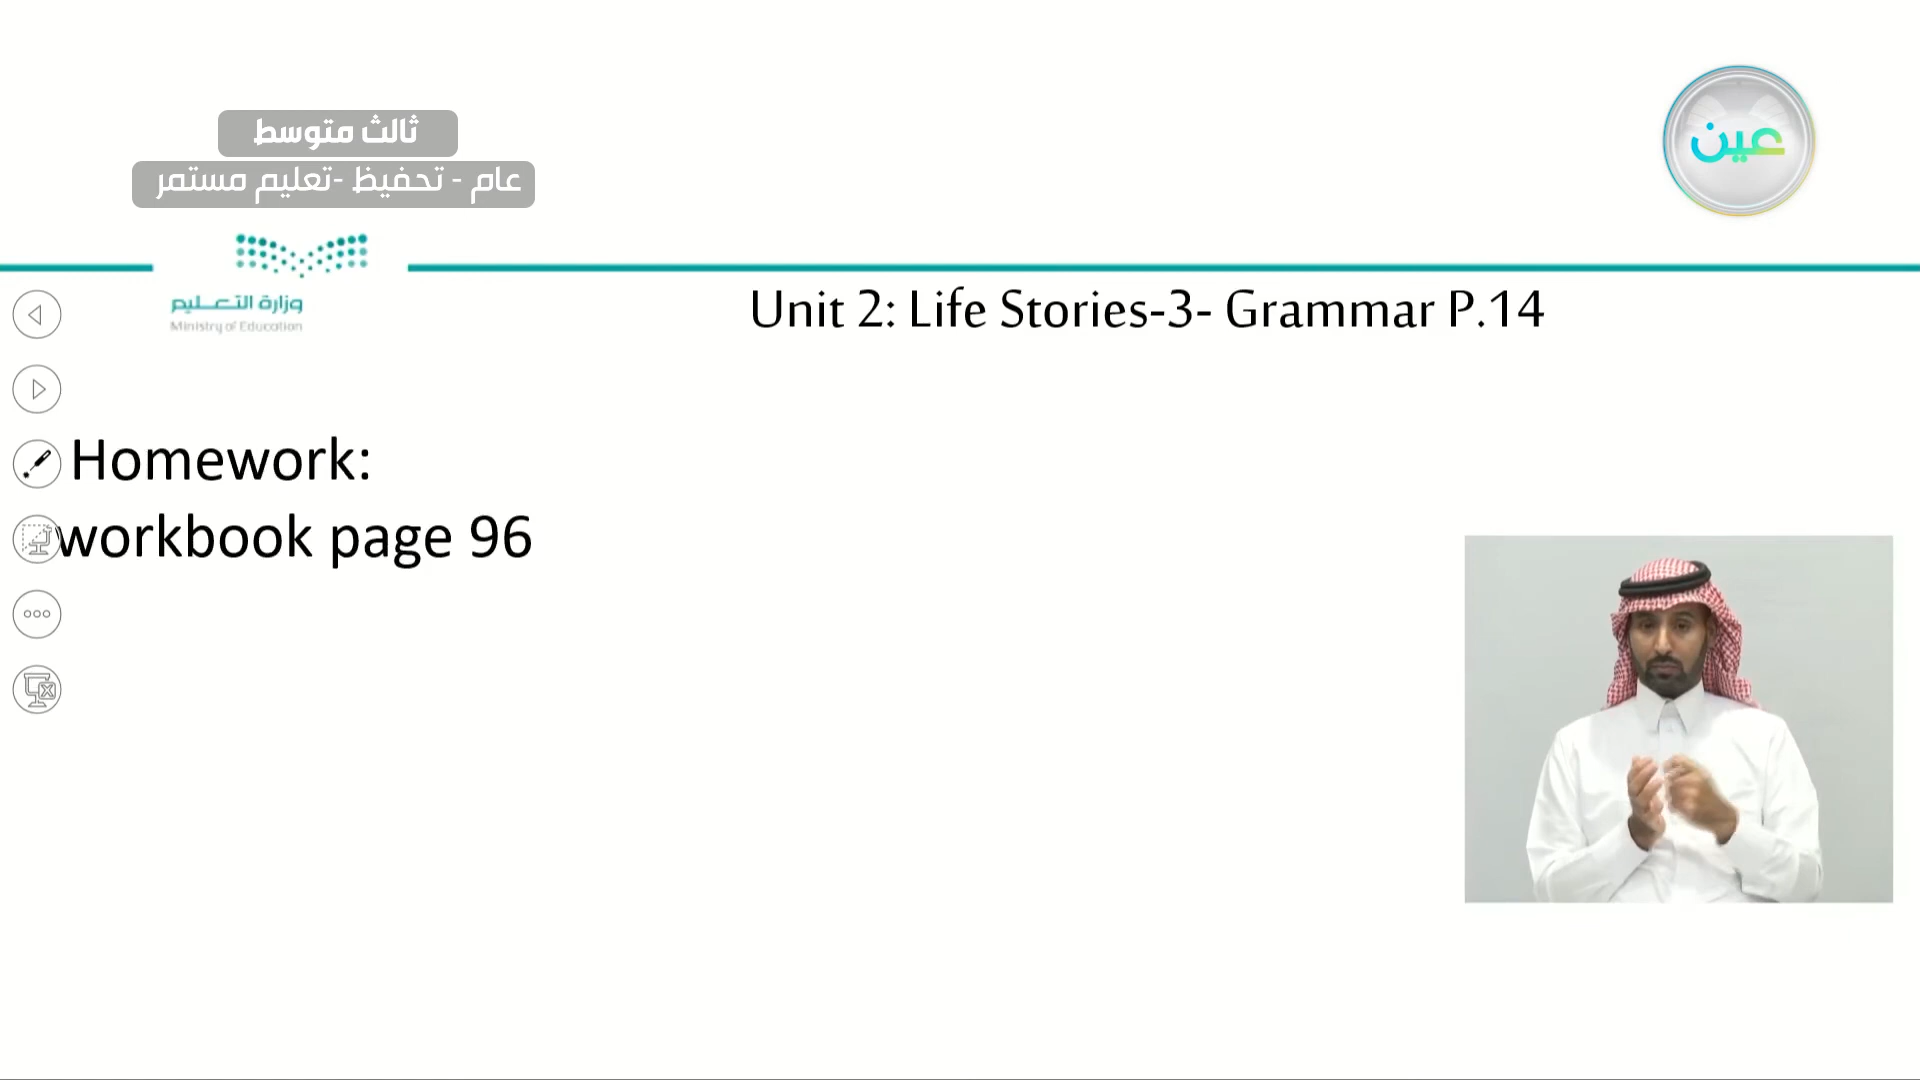 ثالث متوسط
عام - تحفيظ -تعليم مستمر
عين
وزارة التعليم
Ministry of Education
Unit 2: Life Stories-3- Grammar P.14
Homework:
workbook page 96